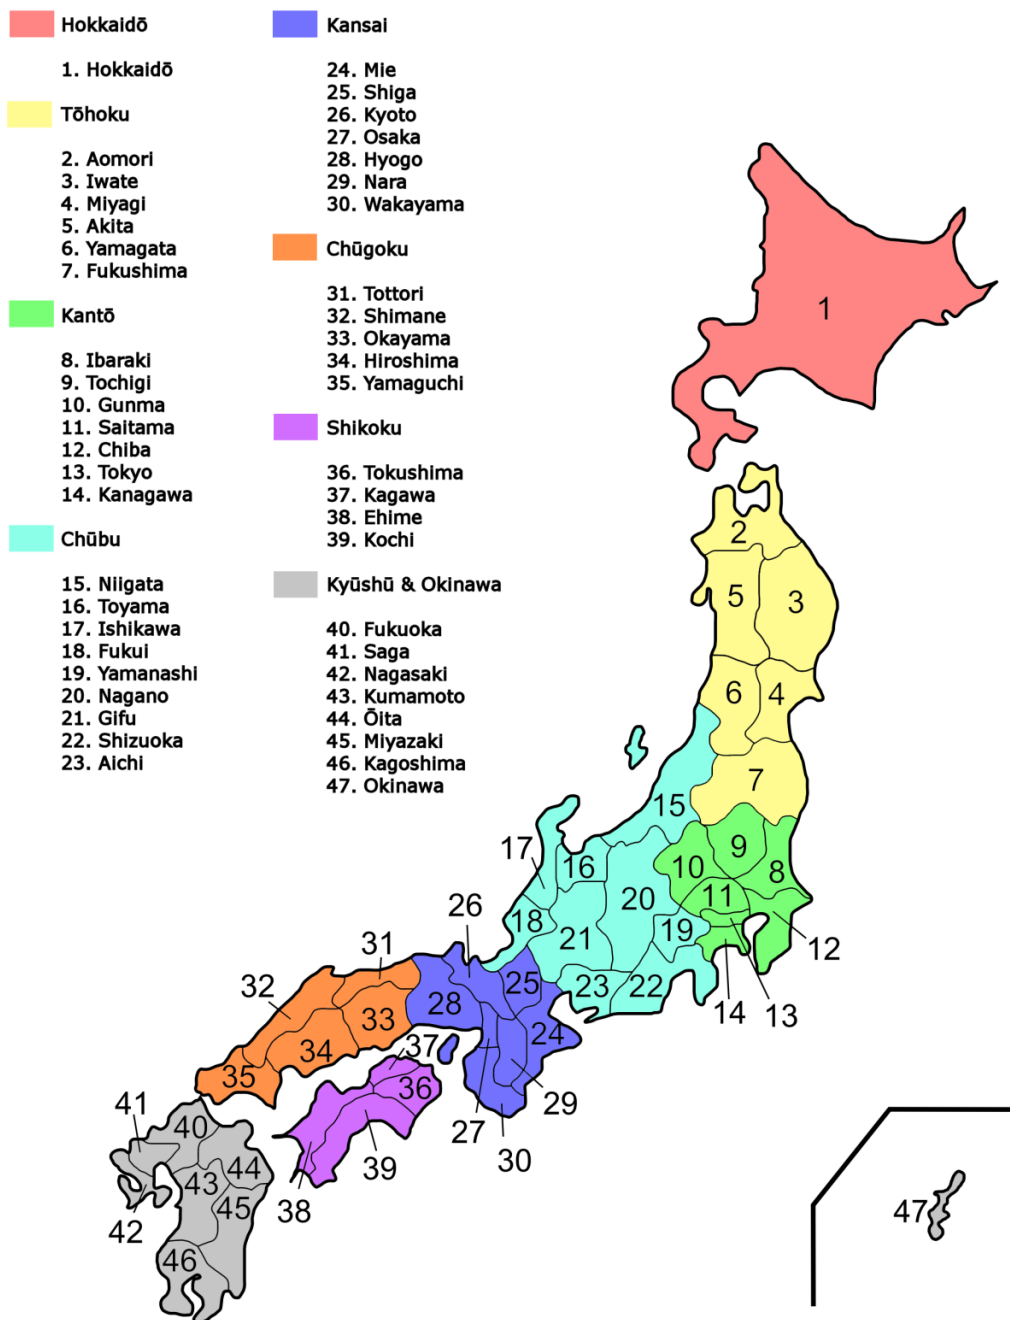 Hokkaidō
1. Hokkaidō
Tōhoku
2. Aomori
3. Iwate
4. Miyagi
5. Akita
6. Yamagata
7. Fukushima
Kantō
8. Ibaraki
9. Tochigi
10. Gunma
11. Saitama
12. Chiba
13. Tokyo
14. Kanagawa
Chūbu
15. Niigata
16. Toyama
17. Ishikawa
18. Fukui
19. Yamanashi
20. Nagano
21. Gifu
22. Shizuoka
23. Aichi
Kansai
24. Mie
25. Shiga
26. Kyoto
27. Osaka
28. Hyogo
29. Nara
30. Wakayama
Chūgoku
31. Tottori
32. Shimane
33. Okayama
34. Hiroshima
35. Yamaguchi
Shikoku
36. Tokushima
37. Kagawa
38. Ehime
39. Kochi
Kyūshū & Okinawa
40. Fukuoka
41. Saga
42. Nagasaki
43. Kumamoto
44. Ōita
45. Miyazaki
46. Kagoshima
47. Okinawa
1
2
5
3
6
4
7
15
17
16
10
9
8
11
20
26
18
21
19
12
31
25
23
22
14
13
32
28
33
24
34
37
35
36
29
41
40
27
30
39
44
43
42
45
38
46
47